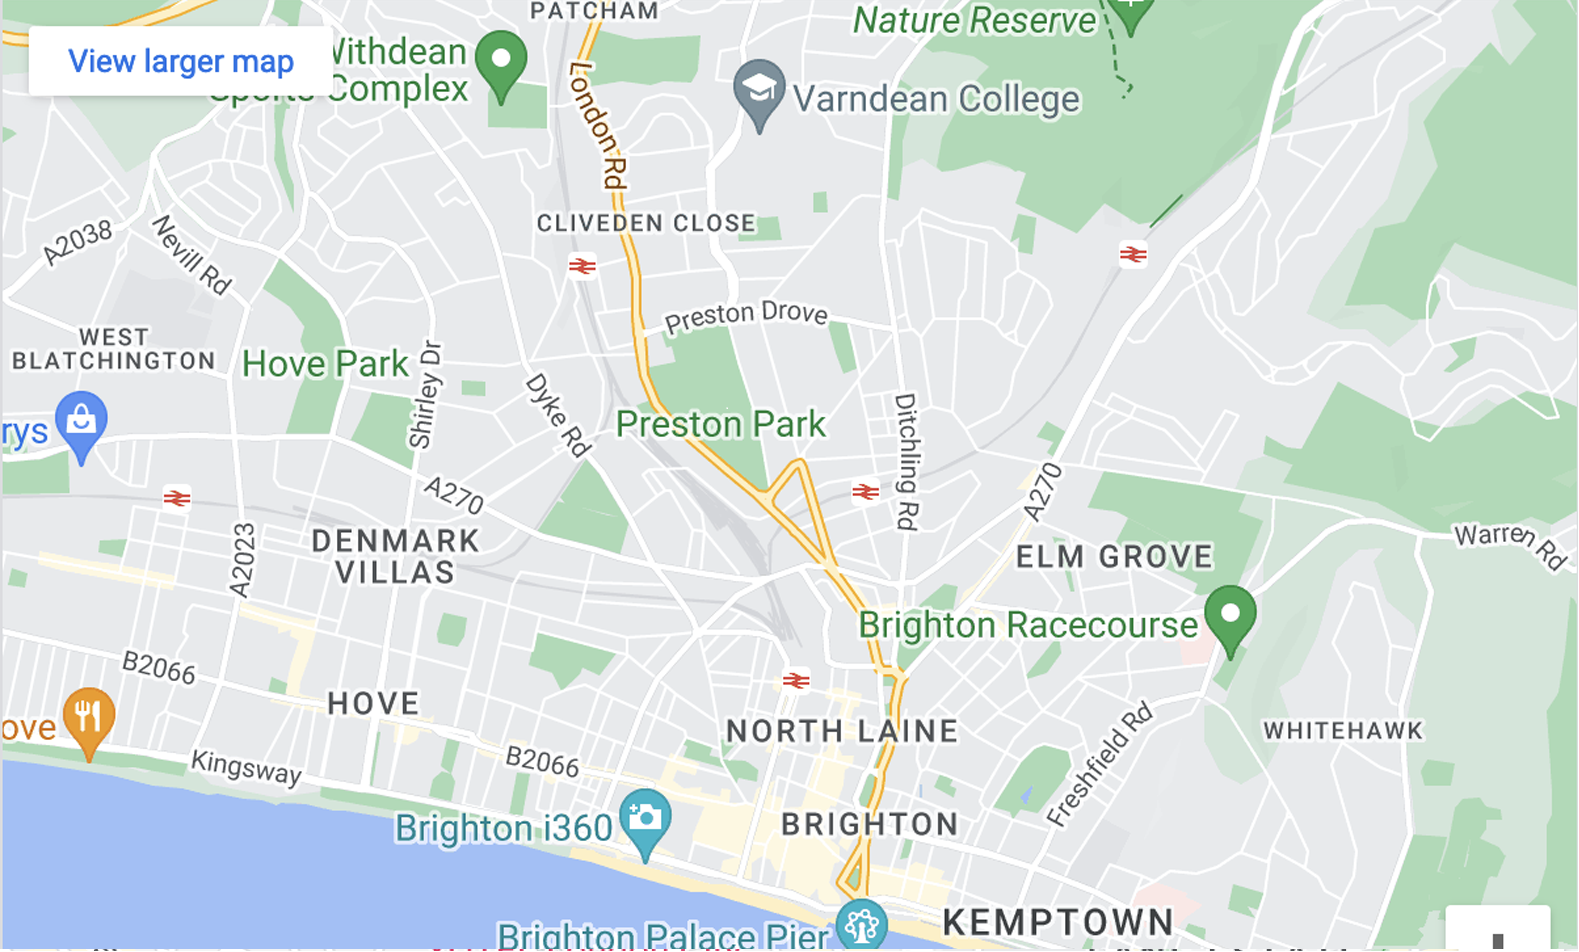 PATCHAM
Nature Reserve
View larger map
Withdean
Sports Complex
London Rd
Varndean College
CLIVEDEN CLOSE
A2038
Nevill Rd
Preston Drove
WEST
BLATCHINGTON
Hove Park
Shirley Dr
Dyke Rd
Preston Park
Ditchling Rd
rys
A270
A270
A2023
DENMARK
VILLAS
ELM GROVE
Warren Rd
Brighton Racecourse
B2066
HOVE
ove
NORTH LAINE
WHITEHAWK
Freshfield Rd
Kingsway
B2066
Brighton i360
BRIGHTON
KEMPTOWN
Brighton Palace Pier